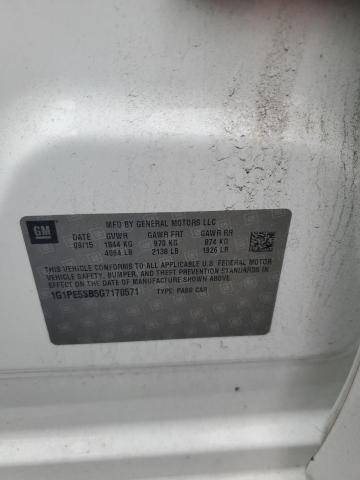 GM
MFD BY GENERAL MOTORS LLC
DATE GVWR GAWR FRT GAWR RR
09/15 1844 KG 970 KG 874 KG
4064 LB 2138 LB 1926 LB
THIS VEHICLE CONFORMS TO ALL APPLICABLE U.S. FEDERAL MOTOR
VEHICLE SAFETY, BUMPER, AND THEFT PREVENTION STANDARDS IN
EFFECT ON THE DATE OF MANUFACTURE SHOWN ABOVE.
1G1PE5SB5G7170571 TYPE: PASS CAR